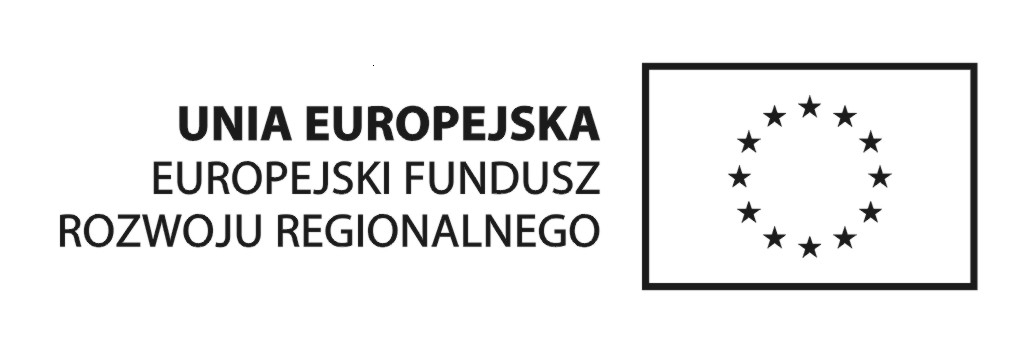 UNIA EUROPEJSKA
EUROPEJSKI FUNDUSZ
ROZWOJU REGIONALNEGO